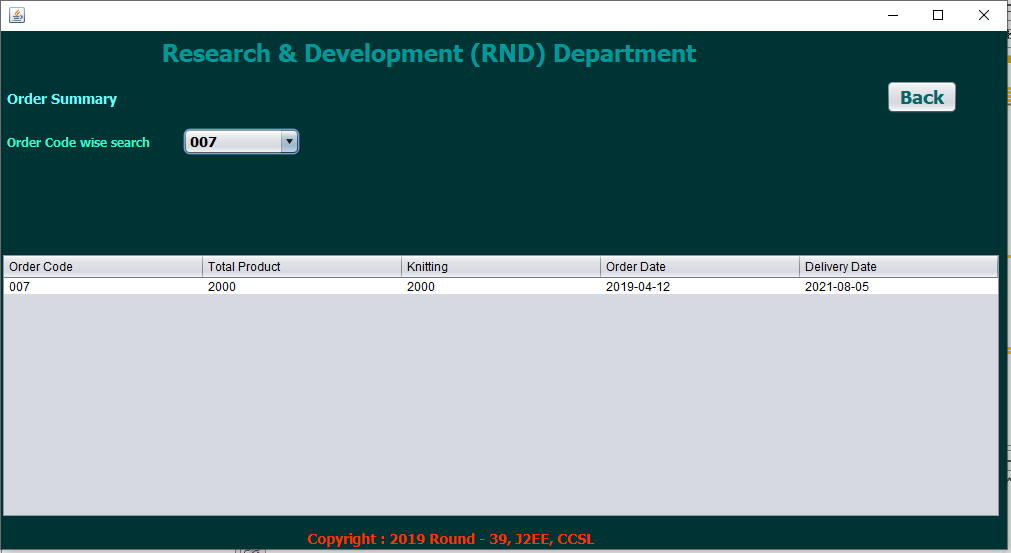 Research & Development (RND) Department
Order Summary
Back
Order Code wise search
007
Order Code Total Product Knitting Order Date Delivery Date
007 2000 2000 2019-04-12 2021-08-05
Copyright : 2019 Round - 39, J2EE, CCSL